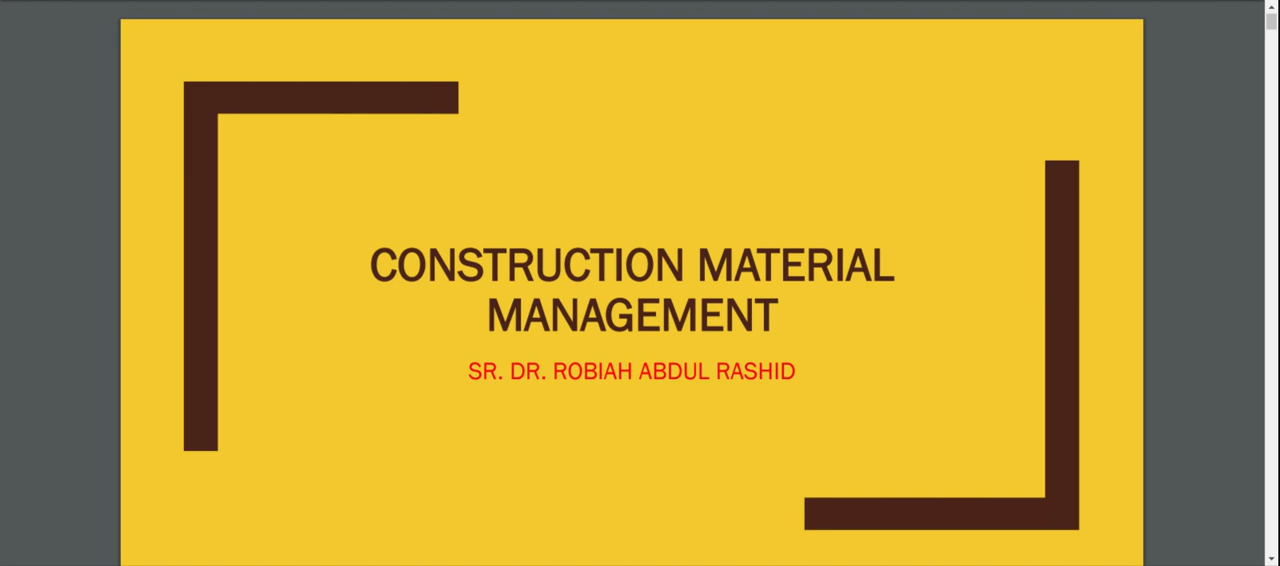 CONSTRUCTION MATERIAL
MANAGEMENT
SR. DR. ROBIAH ABDUL RASHID